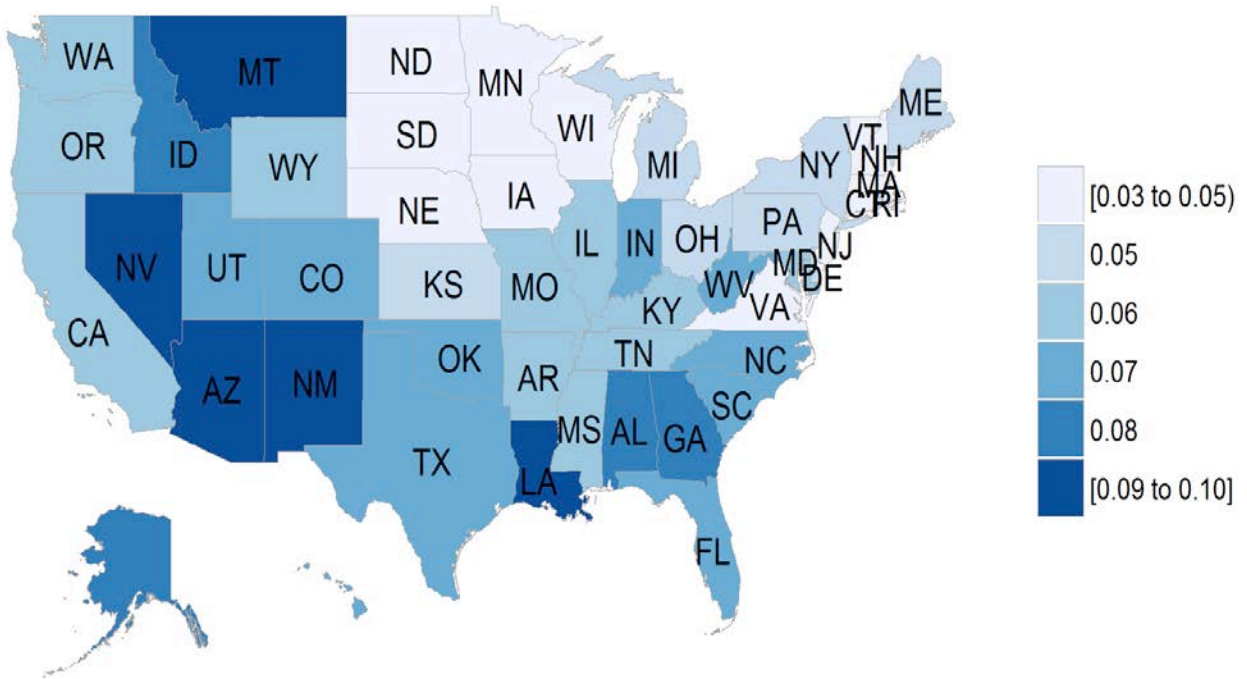 WA
MT
ND
MN
ME
OR
ID
SD
WI
VT
WY
MI
NY
NH
MA
NE
IA
CT
RI
PA
NV
UT
CO
KS
MO
IL
IN
OH
NJ
MD
DE
WV
VA
CA
KY
AZ
NM
OK
AR
TN
NC
SC
TX
LA
MS
AL
GA
FL
[0.03 to 0.05)
0.05
0.06
0.07
0.08
[0.09 to 0.10]